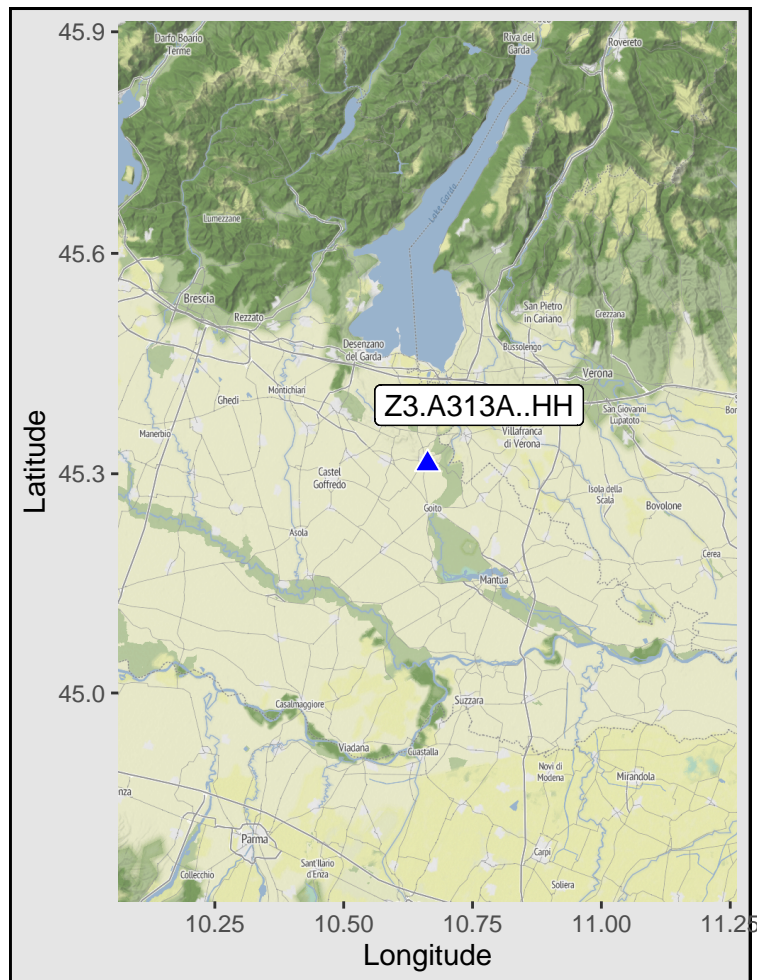 45.9
45.6
45.3
45.0
Latitude
Darfo Boario
Terme
Riva del
Garda
Rovereto
Lake Garda
Lumezzane
Brescia
Rezzato
San Pietro
in Cariano
Grezzana
Desenzano
del Garda
Bussolengo
Verona
Montichiari
Ghedi
Z3.A313A..HH
San Giovanni
Lupatoto
Bor
Manerbio
Villafranca
di Verona
Castel
Goffredo
Isola della
Scala
Bovolone
Goito
Asola
Cerea
Mantua
Casalmaggiore
Suzzara
Viadana
Guastalla
Novi di
Modena
Mirandola
nza
Parma
Carpi
Collecchio
Sant'Ilario
d'Enza
Soliera
10.25
10.50
10.75
11.00
11.25
Longitude